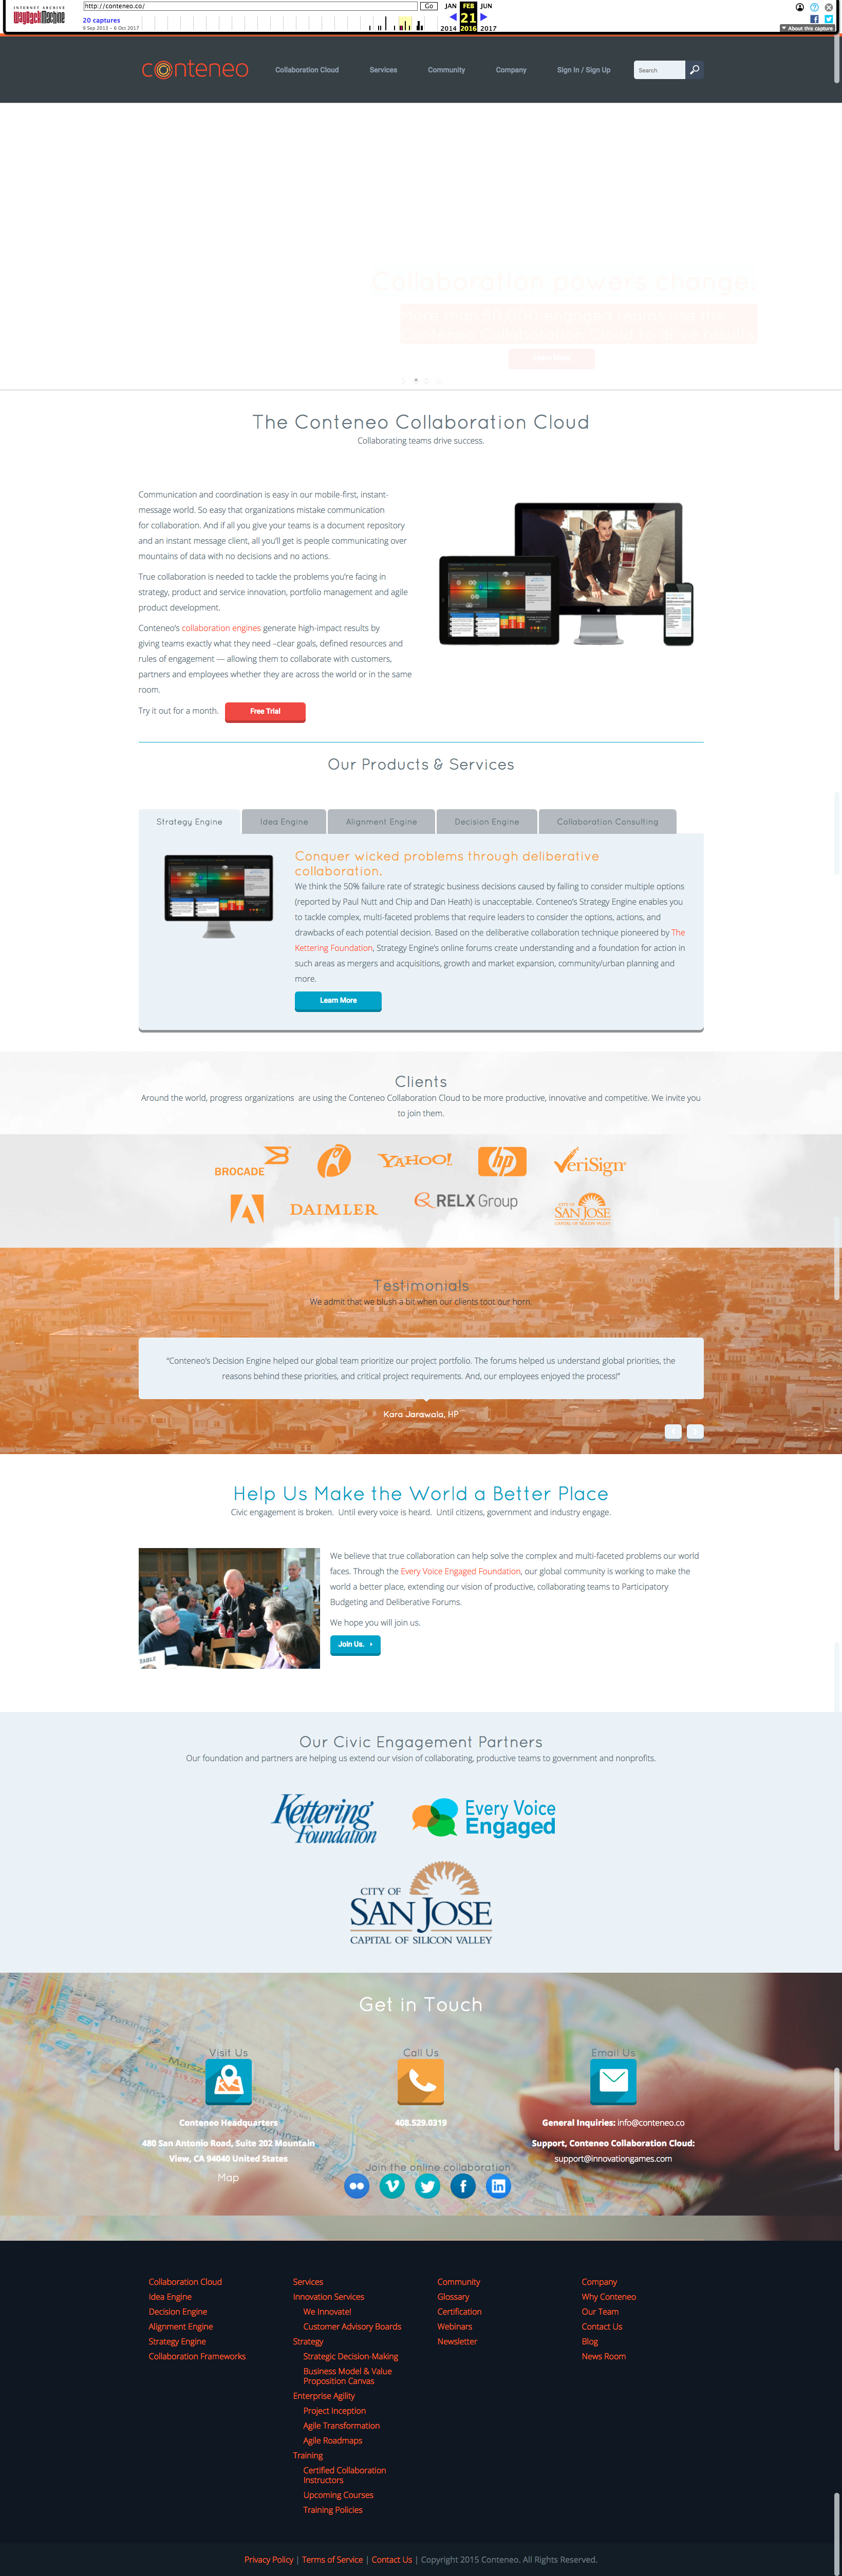 INTERNET ARCHIVE
WayBackMachine
http://conteneo.co/
Go
JAN
FEB
JUN
20 captures
21
9 Sep 2013 – 6 Oct 2017
2014
2016
2017
About this capture
conteneo
Collaboration Cloud
Services
Community
Company
Sign In / Sign Up
Search
Collaboration powers change.
The Conteneo Collaboration Cloud
Collaborating teams drive success.
Communication and coordination is easy in our mobile-first, instant-
message world. So easy that organizations mistake communication
for collaboration. And if all you give your teams is a document repository
and an instant message client, all you'll get is people communicating over
mountains of data with no decisions and no actions.
True collaboration is needed to tackle the problems you're facing in
strategy, product and service innovation, portfolio management and agile
product development.
Conteneo's collaboration engines generate high-impact results by
giving teams exactly what they need –clear goals, defined resources and
rules of engagement — allowing them to collaborate with customers,
partners and employees whether they are across the world or in the same
room.
Try it out for a month.
Free Trial
Our Products & Services
Strategy Engine
Idea Engine
Alignment Engine
Decision Engine
Collaboration Consulting
Conquer wicked problems through deliberative
collaboration.
We think the 50% failure rate of strategic business decisions caused by failing to consider multiple options
(reported by Paul Nutt and Chip and Dan Heath) is unacceptable. Conteneo's Strategy Engine enables you
to tackle complex, multi-faceted problems that require leaders to consider the options, actions, and
drawbacks of each potential decision. Based on the deliberative collaboration technique pioneered by The
Kettering Foundation, Strategy Engine's online forums create understanding and a foundation for action in
such areas as mergers and acquisitions, growth and market expansion, community/urban planning and
more.
Learn More
Clients
Around the world, progress organizations are using the Conteneo Collaboration Cloud to be more productive, innovative and competitive. We invite you
to join them.
BROCADE
YAHOO!
hp
VeriSign
DAIMLER
RELX Group
CITY OF
SAN JOSE
CAPITAL OF SILICON VALLEY
Testimonials
We admit that we blush a bit when our clients toot our horn.
"Conteneo's Decision Engine helped our global team prioritize our project portfolio. The forums helped us understand global priorities, the
reasons behind these priorities, and critical project requirements. And, our employees enjoyed the process!"
Kara Jarawala, HP
Help Us Make the World a Better Place
Civic engagement is broken. Until every voice is heard. Until citizens, government and industry engage.
We believe that true collaboration can help solve the complex and multi-faceted problems our world
faces. Through the Every Voice Engaged Foundation, our global community is working to make the
world a better place, extending our vision of productive, collaborating teams to Participatory
Budgeting and Deliberative Forums.
We hope you will join us.
Join Us.
TABLE
Our Civic Engagement Partners
Our foundation and partners are helping us extend our vision of collaborating, productive teams to government and nonprofits.
Kettering
Foundation
Every Voice
Engaged
CITY OF
SAN JOSE
CAPITAL OF SILICON VALLEY
Get in Touch
Visit Us
Call Us
Email Us
Conteneo Headquarters
408.529.0319
General Inquiries: info@conteneo.co
480 San Antonio Road, Suite 202 Mountain
View, CA 94040 United States
Support, Conteneo Collaboration Cloud:
support@innovationgames.com
Map
Join the online collaboration
Collaboration Cloud
Idea Engine
Decision Engine
Alignment Engine
Strategy Engine
Collaboration Frameworks
Services
Innovation Services
We Innovate!
Customer Advisory Boards
Strategy
Strategic Decision-Making
Business Model & Value
Proposition Canvas
Enterprise Agility
Project Inception
Agile Transformation
Agile Roadmaps
Training
Certified Collaboration
Instructors
Upcoming Courses
Training Policies
Community
Glossary
Certification
Webinars
Newsletter
Company
Why Conteneo
Our Team
Contact Us
Blog
News Room
Privacy Policy | Terms of Service | Contact Us | Copyright 2015 Conteneo. All Rights Reserved.